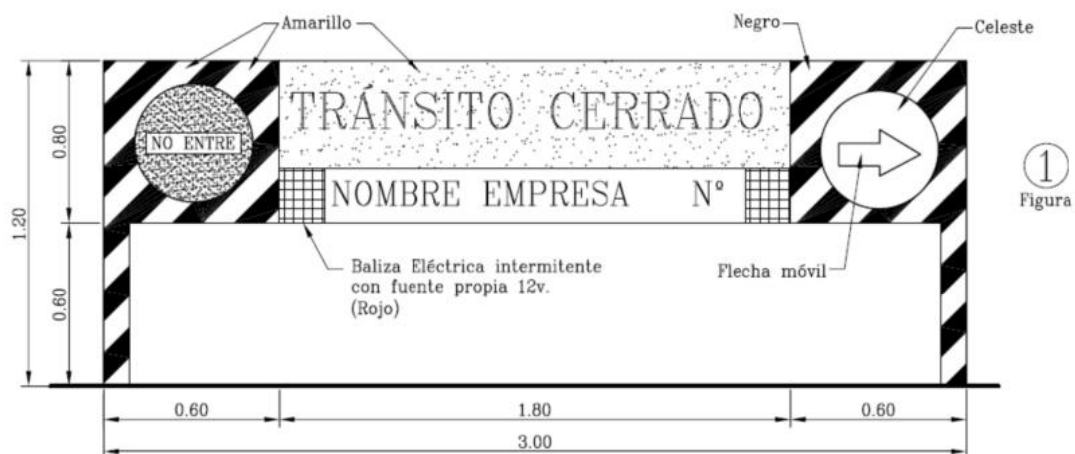 Amarillo
Negro
Celeste
TRÁNSITO CERRADO
NO ENTRE
NOMBRE EMPRESA Nº
1
Figura
0.80
1.20
0.60
Baliza Eléctrica intermitente
con fuente propia 12v.
(Rojo)
Flecha móvil
0.60
1.80
0.60
3.00